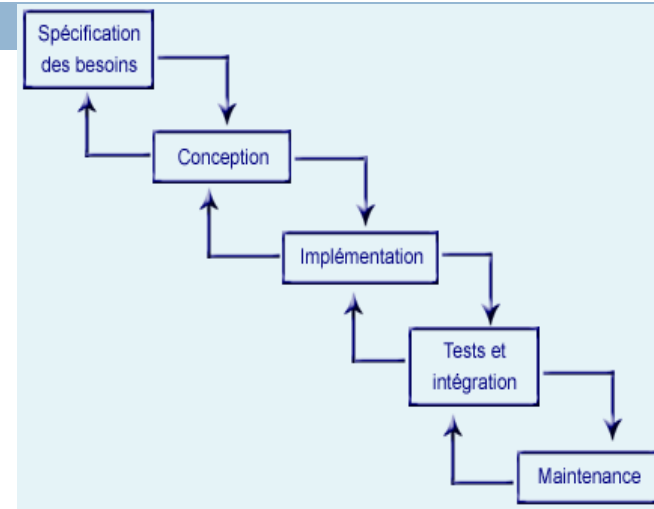 Spécification
des besoins
Conception
Implémentation
Tests et
intégration
Maintenance